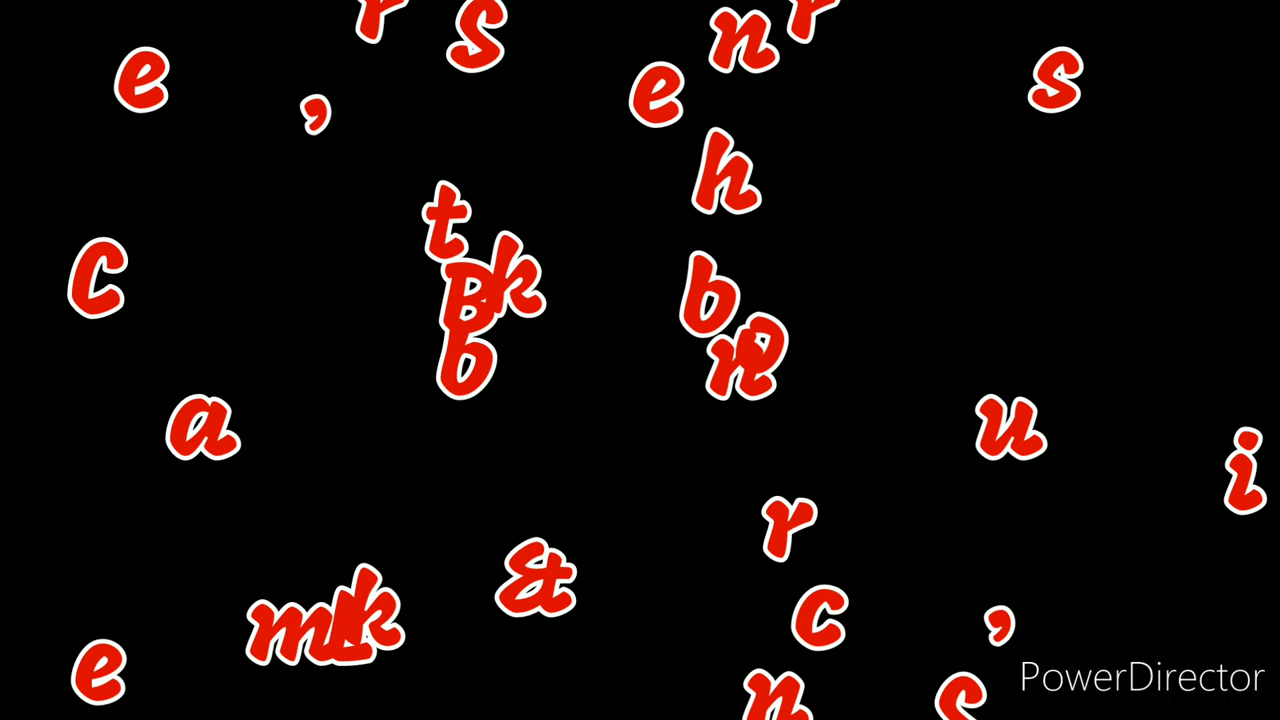 r s n r
e , e s
h
t
C B k b
b n e
a u i
r
m L k & c ,
e n s
PowerDirector